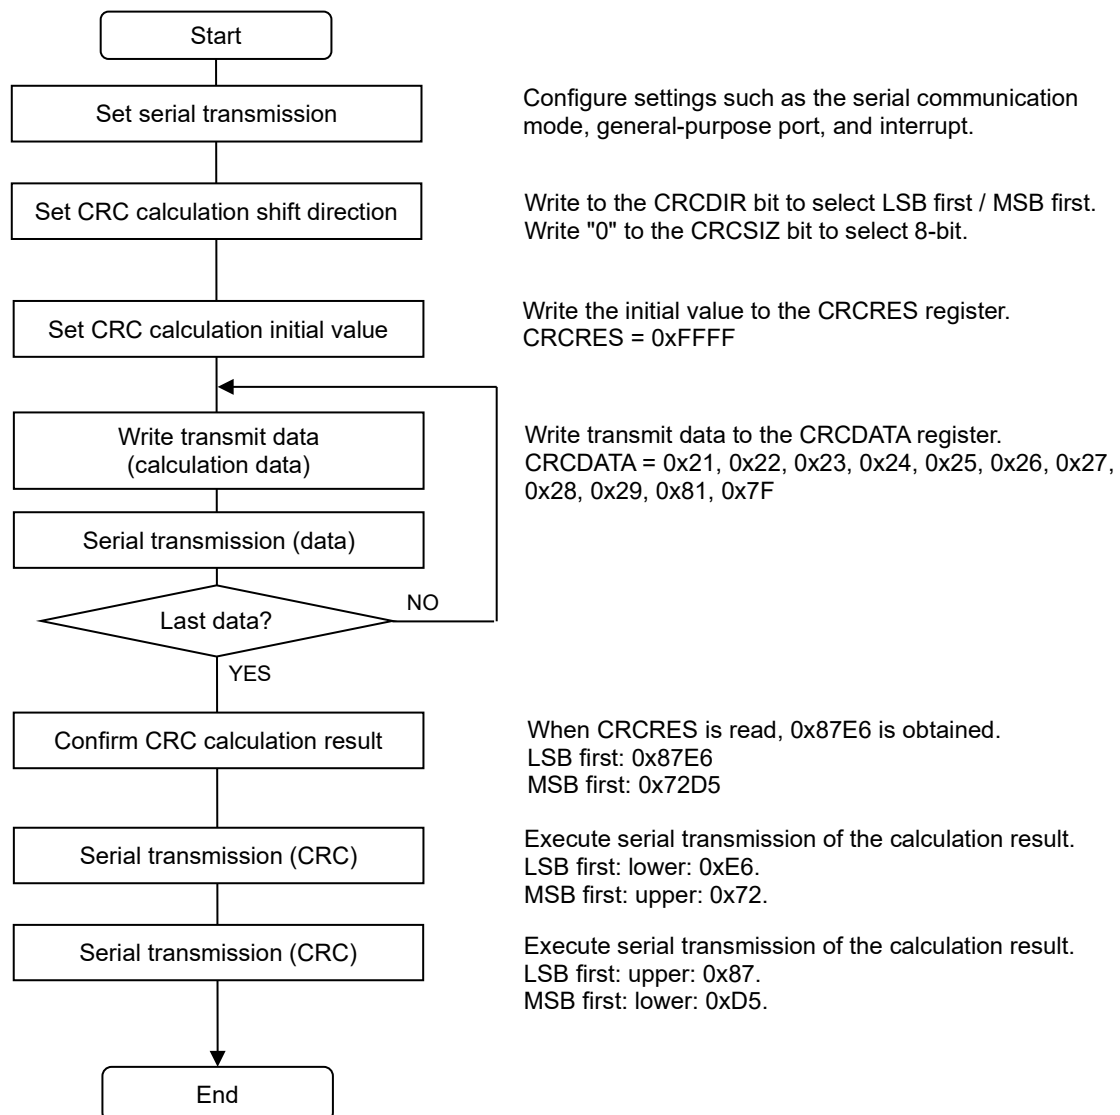 Start
Set serial transmission
Configure settings such as the serial communication
mode, general-purpose port, and interrupt.
Set CRC calculation shift direction
Write to the CRCDIR bit to select LSB first / MSB first.
Write "0" to the CRCSIZ bit to select 8-bit.
Set CRC calculation initial value
Write the initial value to the CRCRES register.
CRCRES = 0xFFFF
Write transmit data
(calculation data)
Write transmit data to the CRCDATA register.
CRCDATA = 0x21, 0x22, 0x23, 0x24, 0x25, 0x26, 0x27,
0x28, 0x29, 0x81, 0x7F
Serial transmission (data)
Last data?
NO
YES
Confirm CRC calculation result
When CRCRES is read, 0x87E6 is obtained.
LSB first: 0x87E6
MSB first: 0x72D5
Serial transmission (CRC)
Execute serial transmission of the calculation result.
LSB first: lower: 0xE6.
MSB first: upper: 0x72.
Serial transmission (CRC)
Execute serial transmission of the calculation result.
LSB first: upper: 0x87.
MSB first: lower: 0xD5.
End